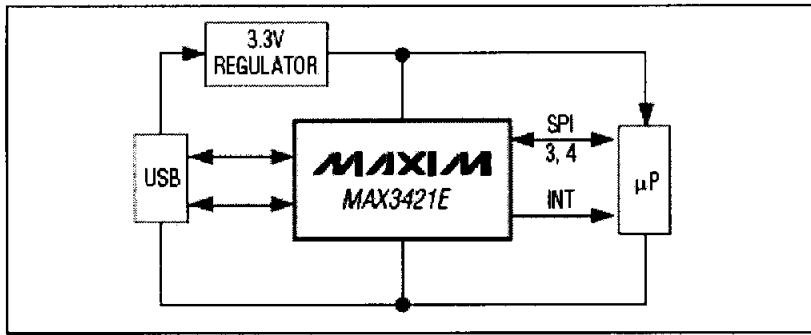 3.3V
REGULATOR
USB
MAXIM
MAX3421E
SPI
3, 4
INT
µP